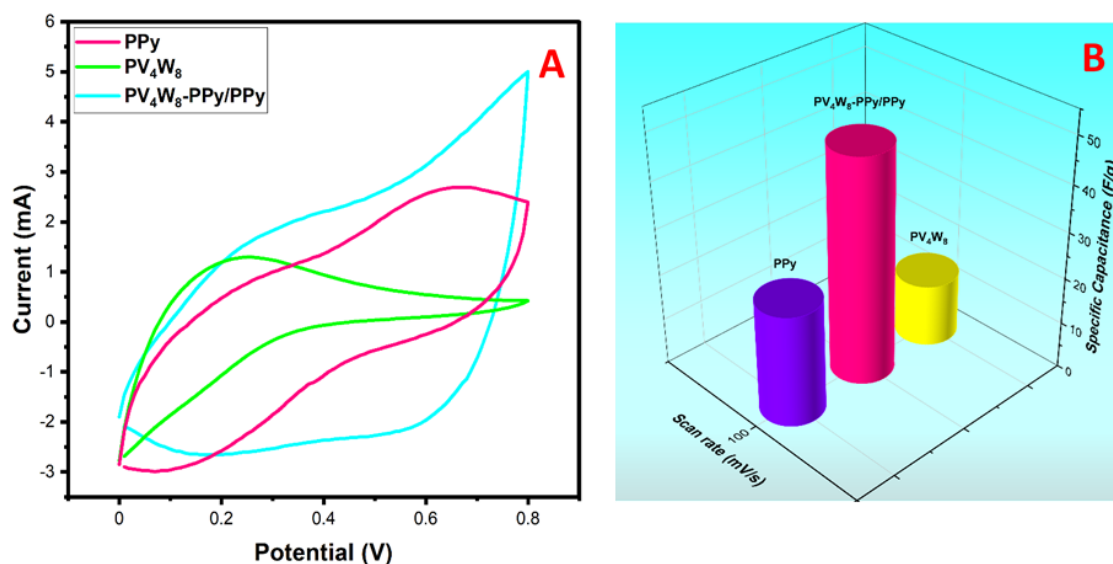 A
PPy
PV₄W₈
PV₄W₈-PPy/PPy
6
5
4
3
2
1
0
-1
-2
-3
Current (mA)
0
0.2
0.4
0.6
0.8
Potential (V)
B
PV₄W₈-PPy/PPy
PV₄W₈
PPy
50
40
30
20
10
0
Specific Capacitance (F/g)
100
Scan rate (mV/s)